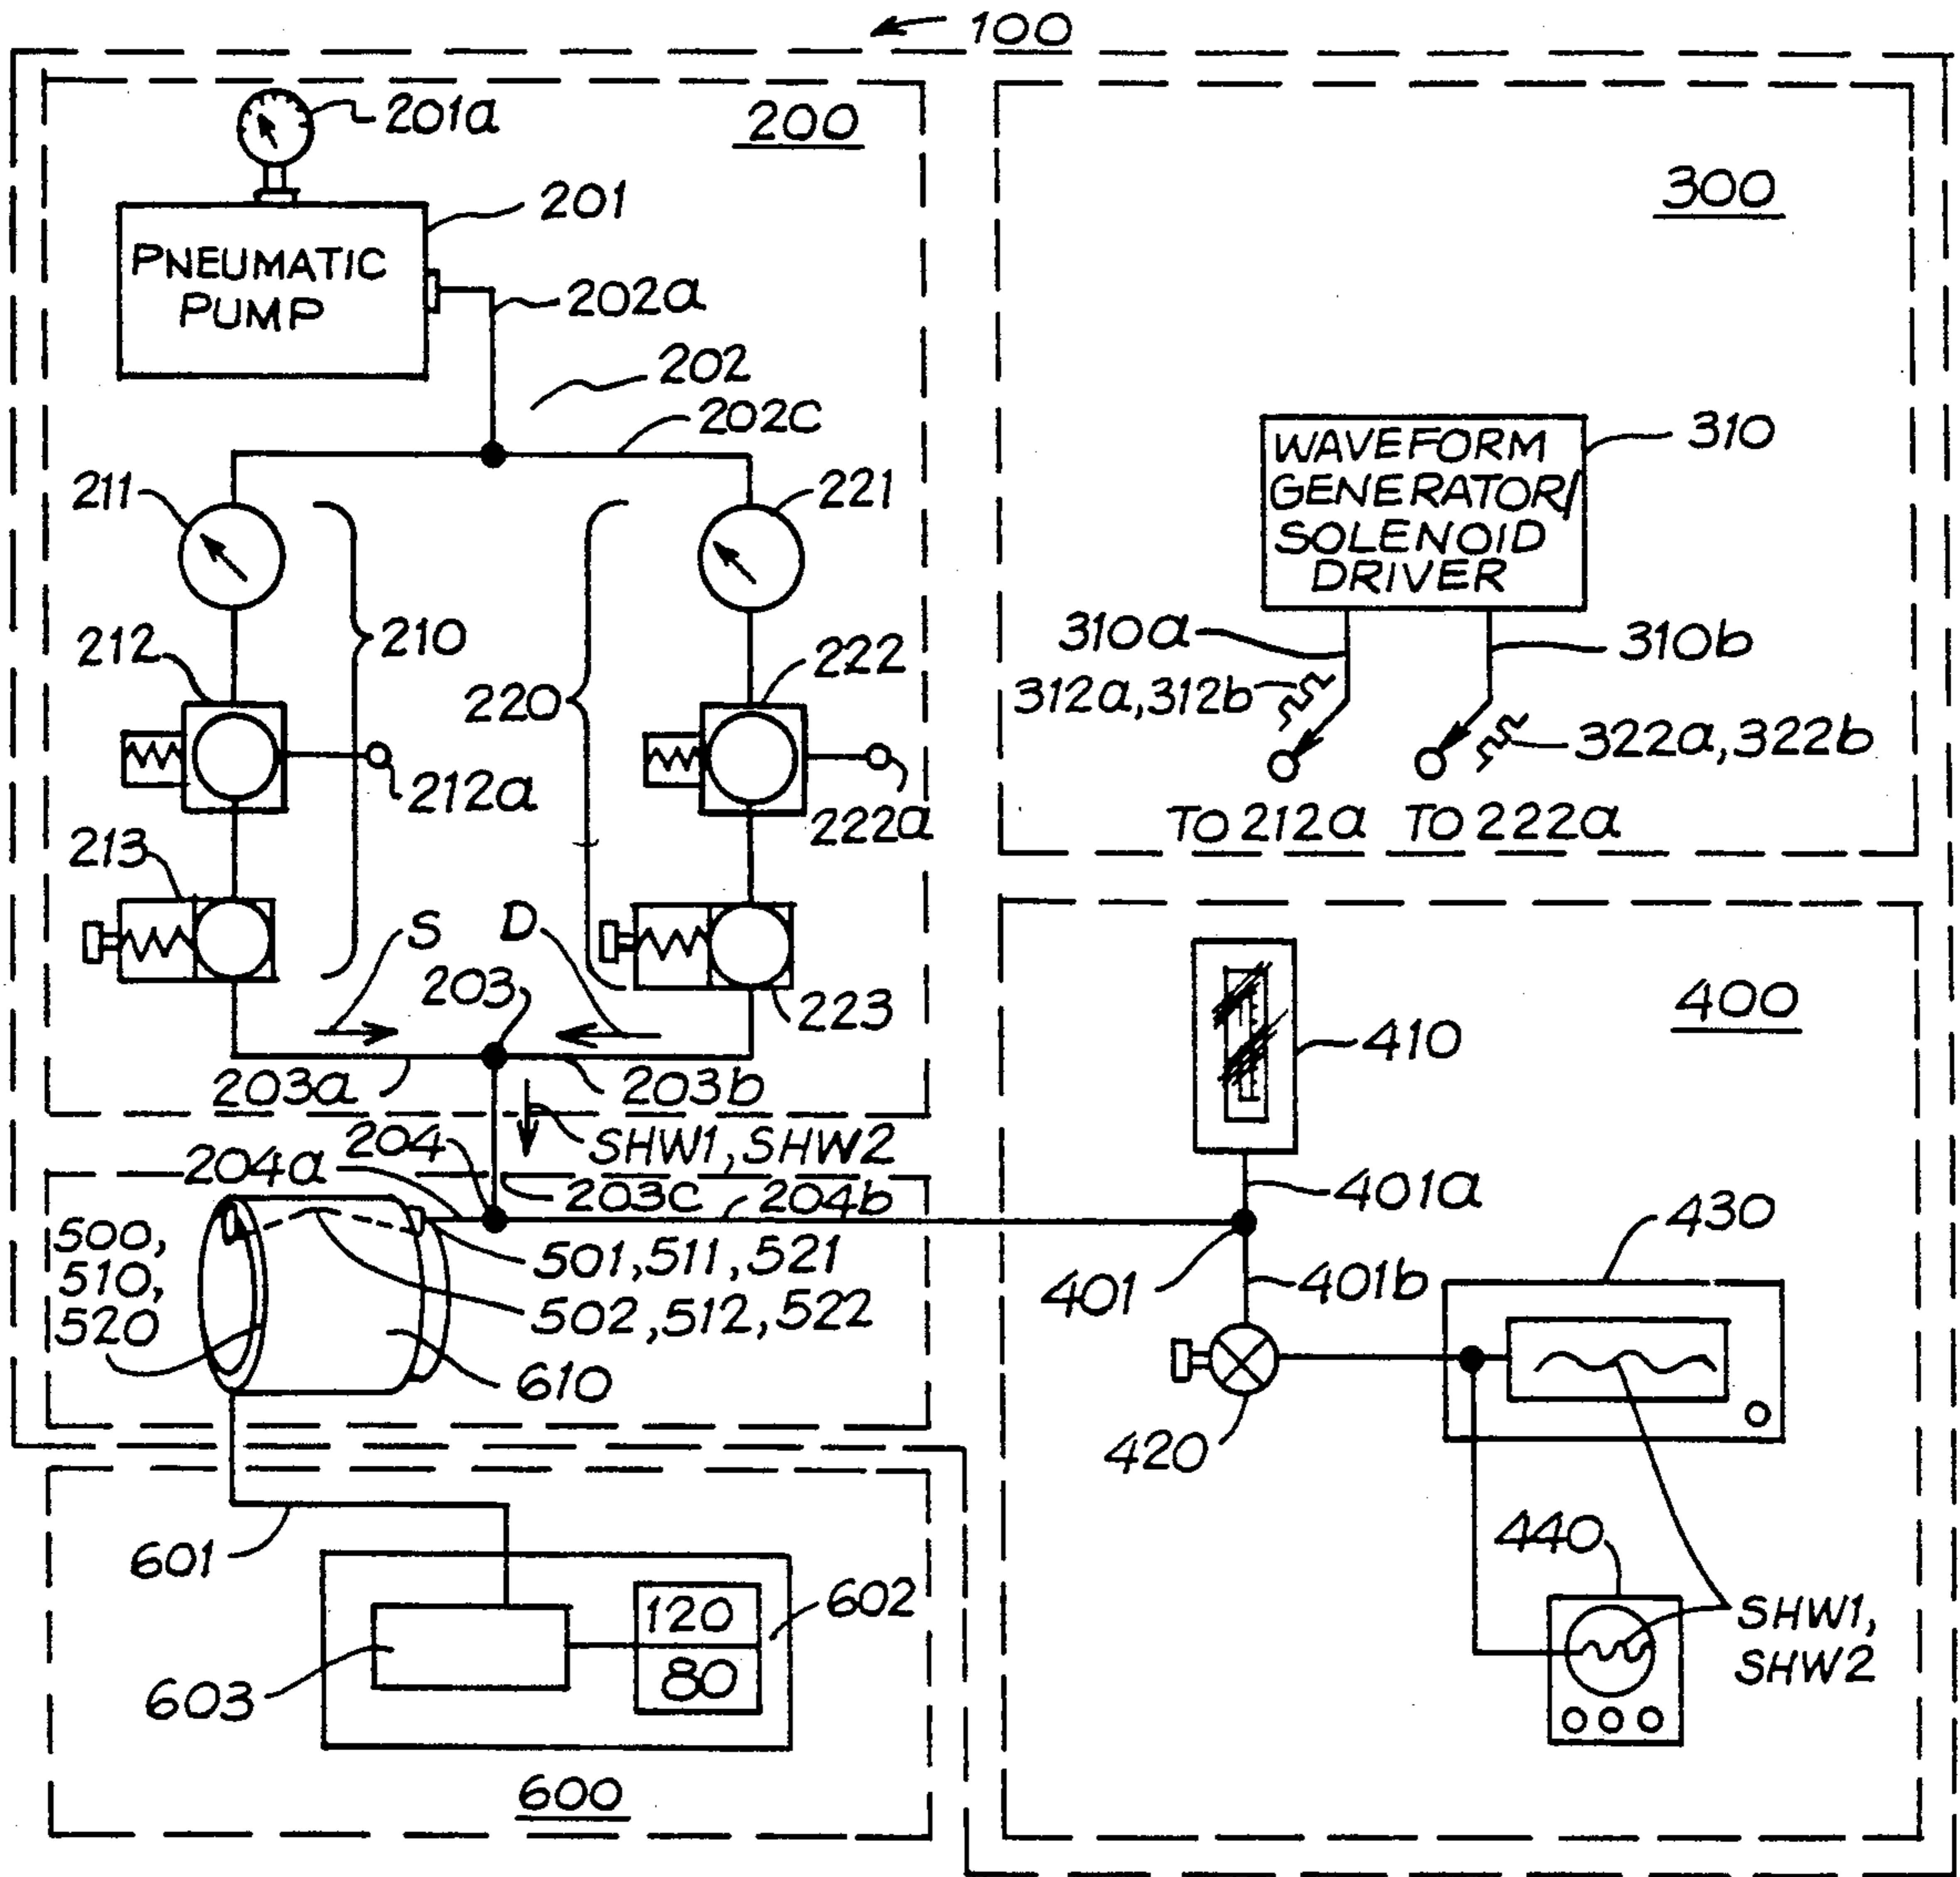 100
201a
200
201
PNEUMATIC
PUMP
202a
202
202C
211
221
210
212
220
222
212a
222a
213
S
D
203
223
203a
203b
SHW1, SHW2
300
WAVEFORM
GENERATOR/
SOLENOID
DRIVER
310
310a
310b
312a, 312b
322a, 322b
TO 212a
TO 222a
400
410
401a
401
401b
430
420
440
SHW1,
SHW2
204a
204
203C
204b
500,
510,
520
501, 511, 521
502, 512, 522
610
601
120
80
602
603
600